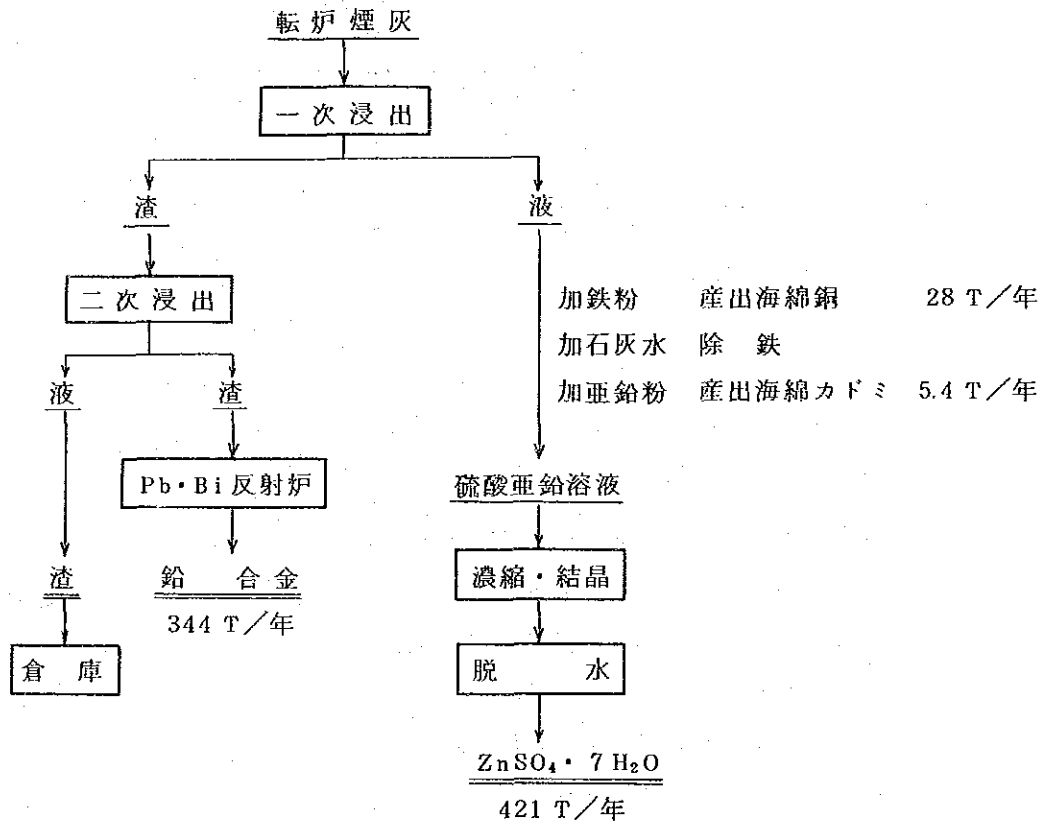 転炉煙灰
一次浸出
渣
液
二次浸出
加鉄粉 産出海綿銅 28 T/年
加石灰水 除鉄
加亜鉛粉 産出海綿カドミ 5.4 T/年
液
渣
Pb・Bi反射炉
硫酸亜鉛溶液
渣
鉛合金
344 T/年
濃縮・結晶
倉庫
脱水
ZnSO₄・7H₂O
421 T/年